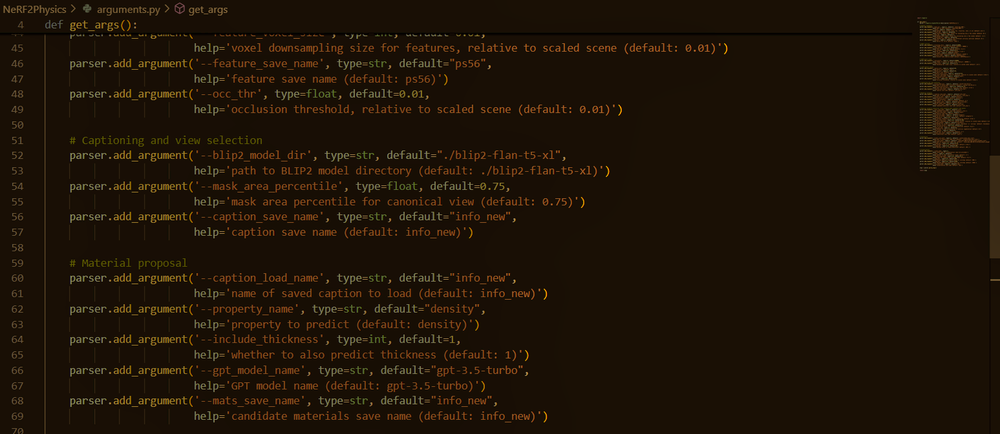 NeRF2Physics > arguments.py > get_args
4 def get_args():
44 parser.add_argument('--feature_voxel_size', type=int, default=0.01,
45 help='voxel downsampling size for features, relative to scaled scene (default: 0.01)')
46 parser.add_argument('--feature_save_name', type=str, default="ps56",
47 help='feature save name (default: ps56)')
48 parser.add_argument('--occ_thr', type=float, default=0.01,
49 help='occlusion threshold, relative to scaled scene (default: 0.01)')
50
51 # Captioning and view selection
52 parser.add_argument('--blip2_model_dir', type=str, default="./blip2-flan-t5-xl",
53 help='path to BLIP2 model directory (default: ./blip2-flan-t5-xl)')
54 parser.add_argument('--mask_area_percentile', type=float, default=0.75,
55 help='mask area percentile for canonical view (default: 0.75)')
56 parser.add_argument('--caption_save_name', type=str, default="info_new",
57 help='caption save name (default: info_new)')
58
59 # Material proposal
60 parser.add_argument('--caption_load_name', type=str, default="info_new",
61 help='name of saved caption to load (default: info_new)')
62 parser.add_argument('--property_name', type=str, default="density",
63 help='property to predict (default: density)')
64 parser.add_argument('--include_thickness', type=int, default=1,
65 help='whether to also predict thickness (default: 1)')
66 parser.add_argument('--gpt_model_name', type=str, default="gpt-3.5-turbo",
67 help='GPT model name (default: gpt-3.5-turbo)')
68 parser.add_argument('--mats_save_name', type=str, default="info_new",
69 help='candidate materials save name (default: info_new)')
70